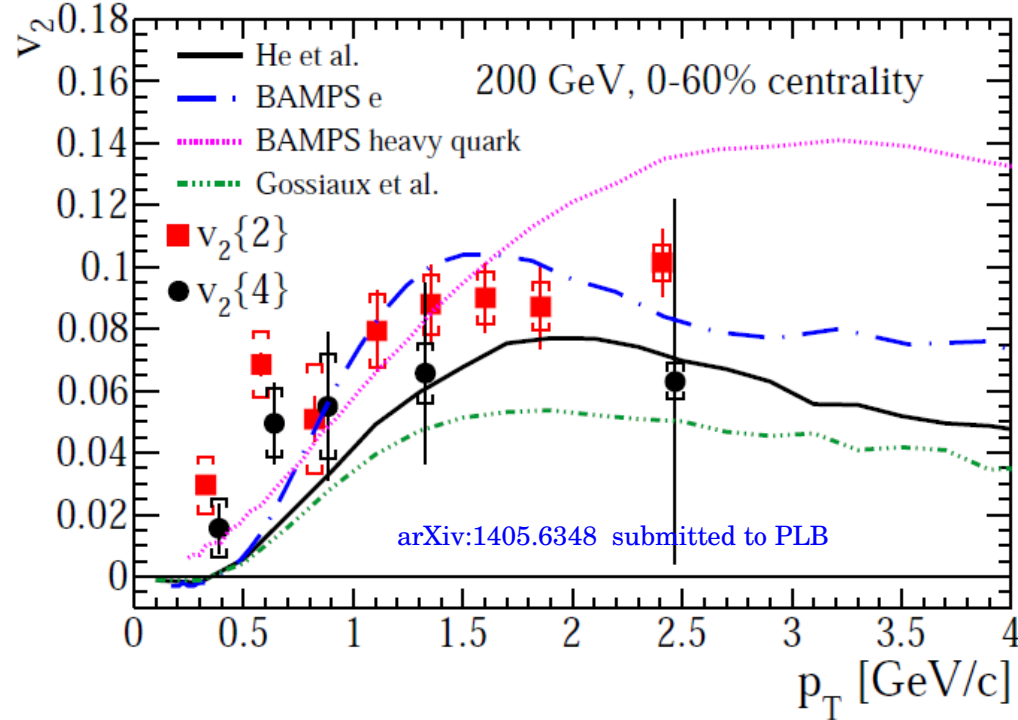 v2
0.18
0.16
0.14
0.12
0.1
0.08
0.06
0.04
0.02
0
He et al.
BAMPS e
BAMPS heavy quark
Gossiaux et al.
v2{2}
v2{4}
200 GeV, 0-60% centrality
arXiv:1405.6348 submitted to PLB
0 0.5 1 1.5 2 2.5 3 3.5 4
pT [GeV/c]